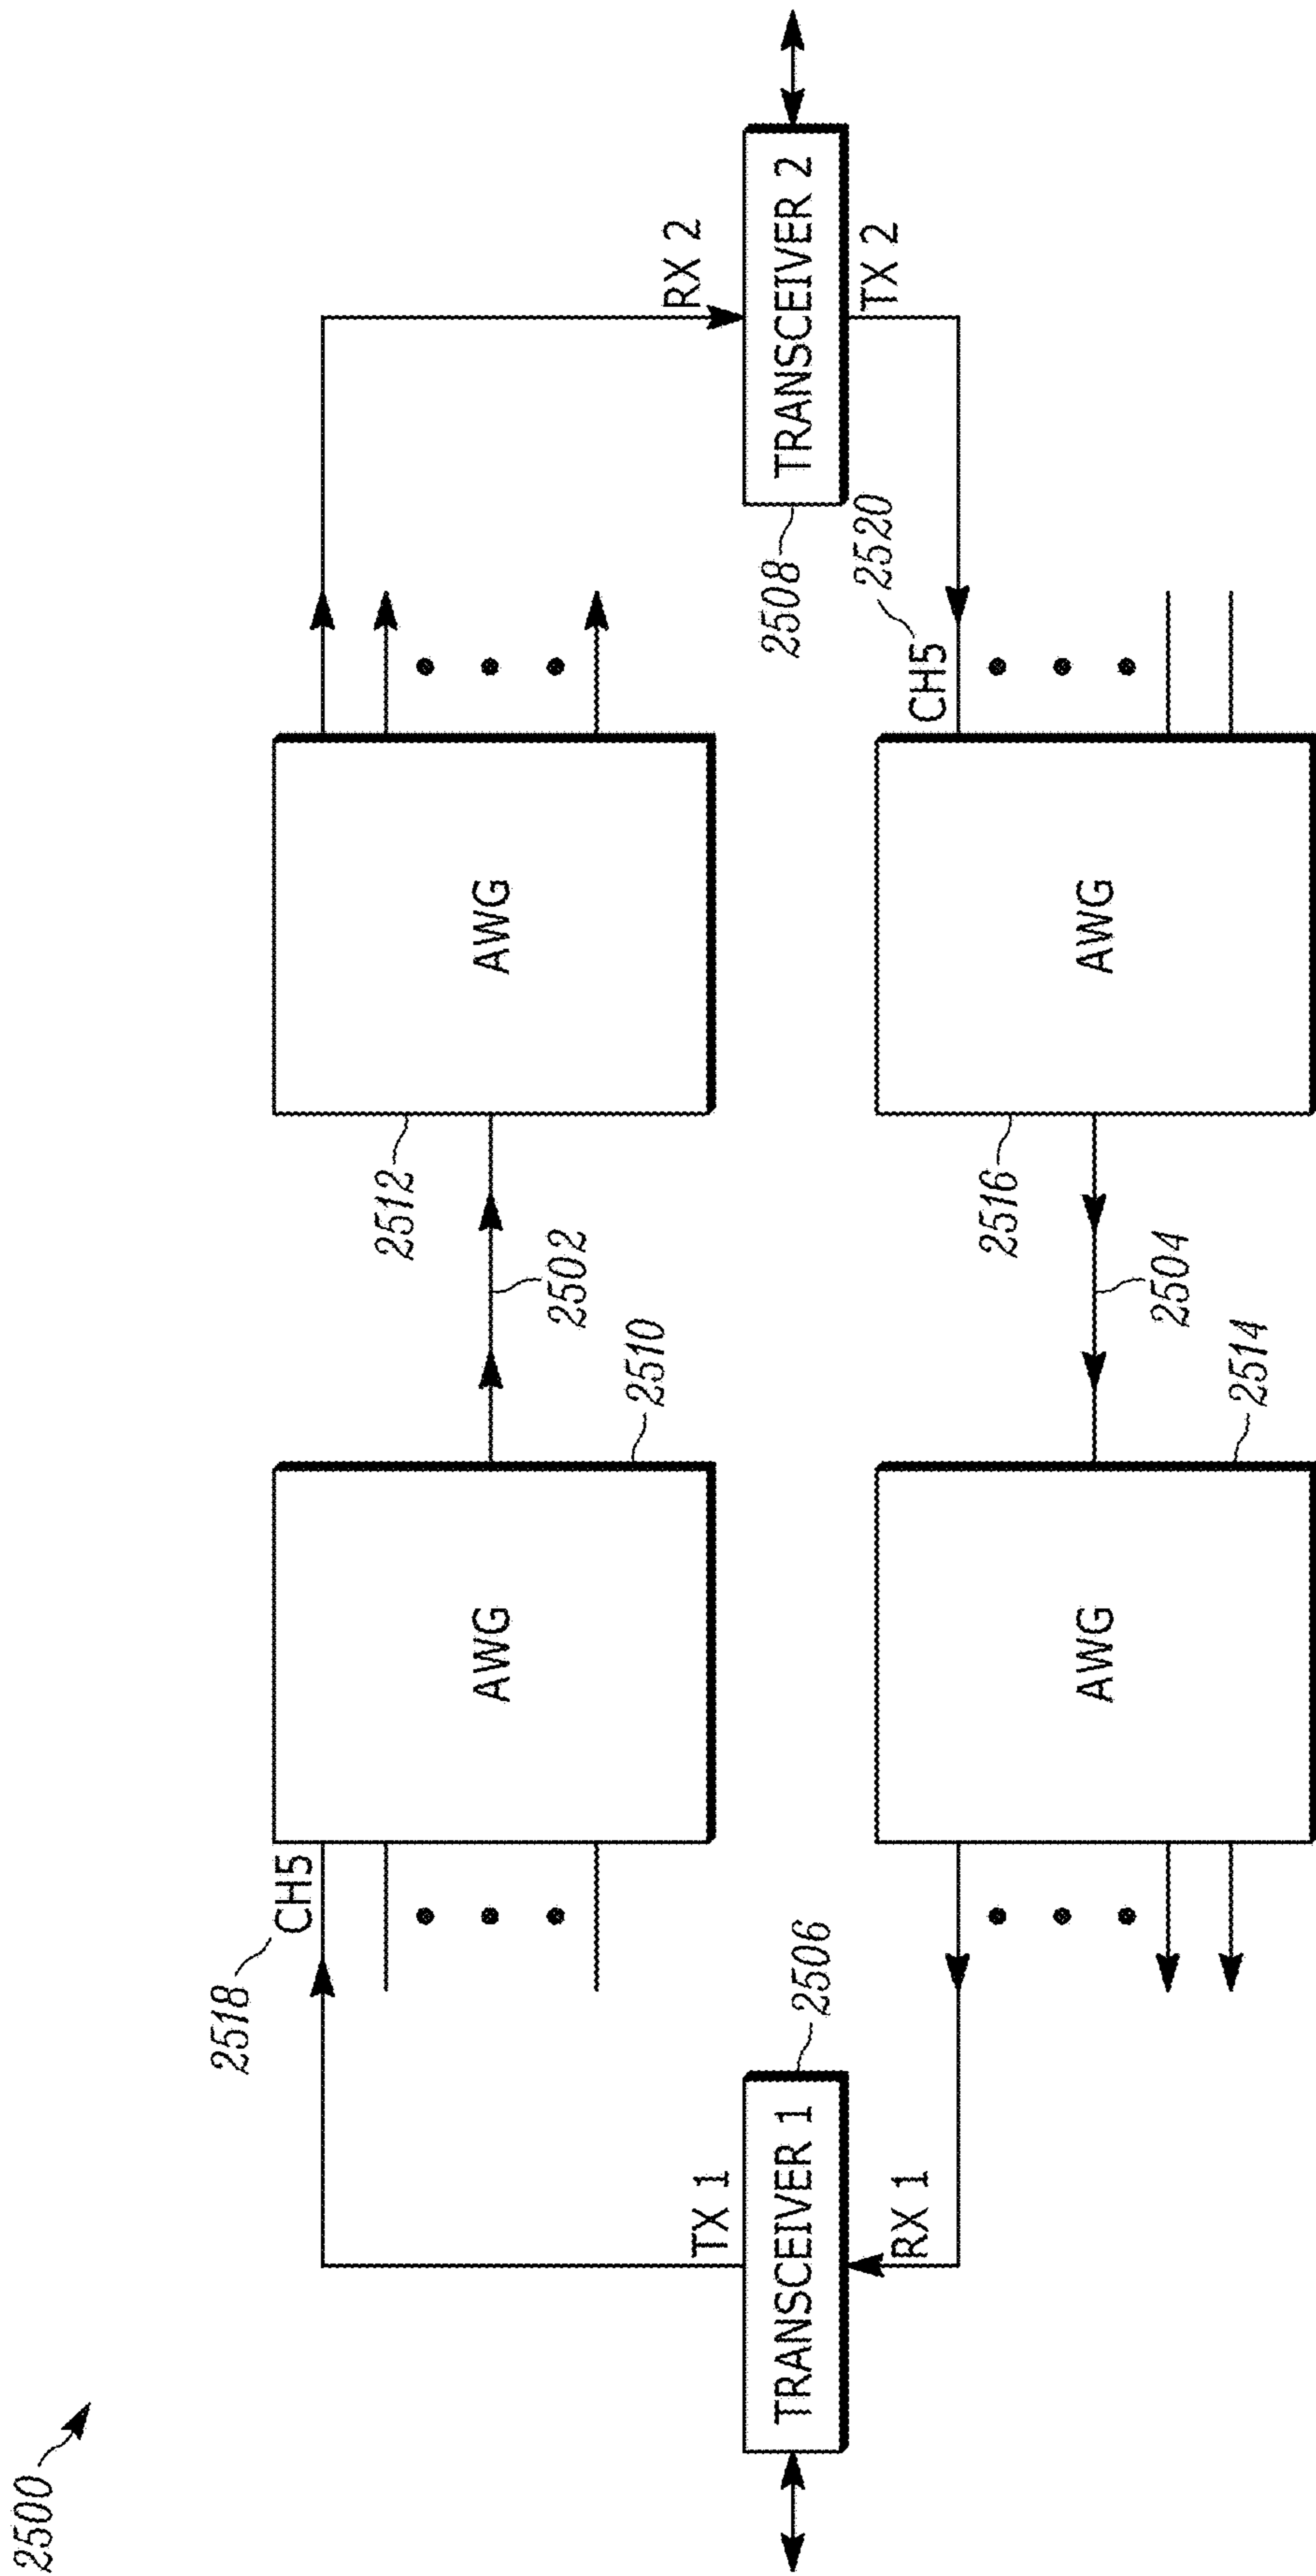 2500
2518
CH5
AWG
2510
2502
2512
AWG
RX 2
TX 1
TRANSCEIVER 1
2506
RX 1
2508
TRANSCEIVER 2
TX 2
2520
CH5
AWG
2514
2504
2516
AWG